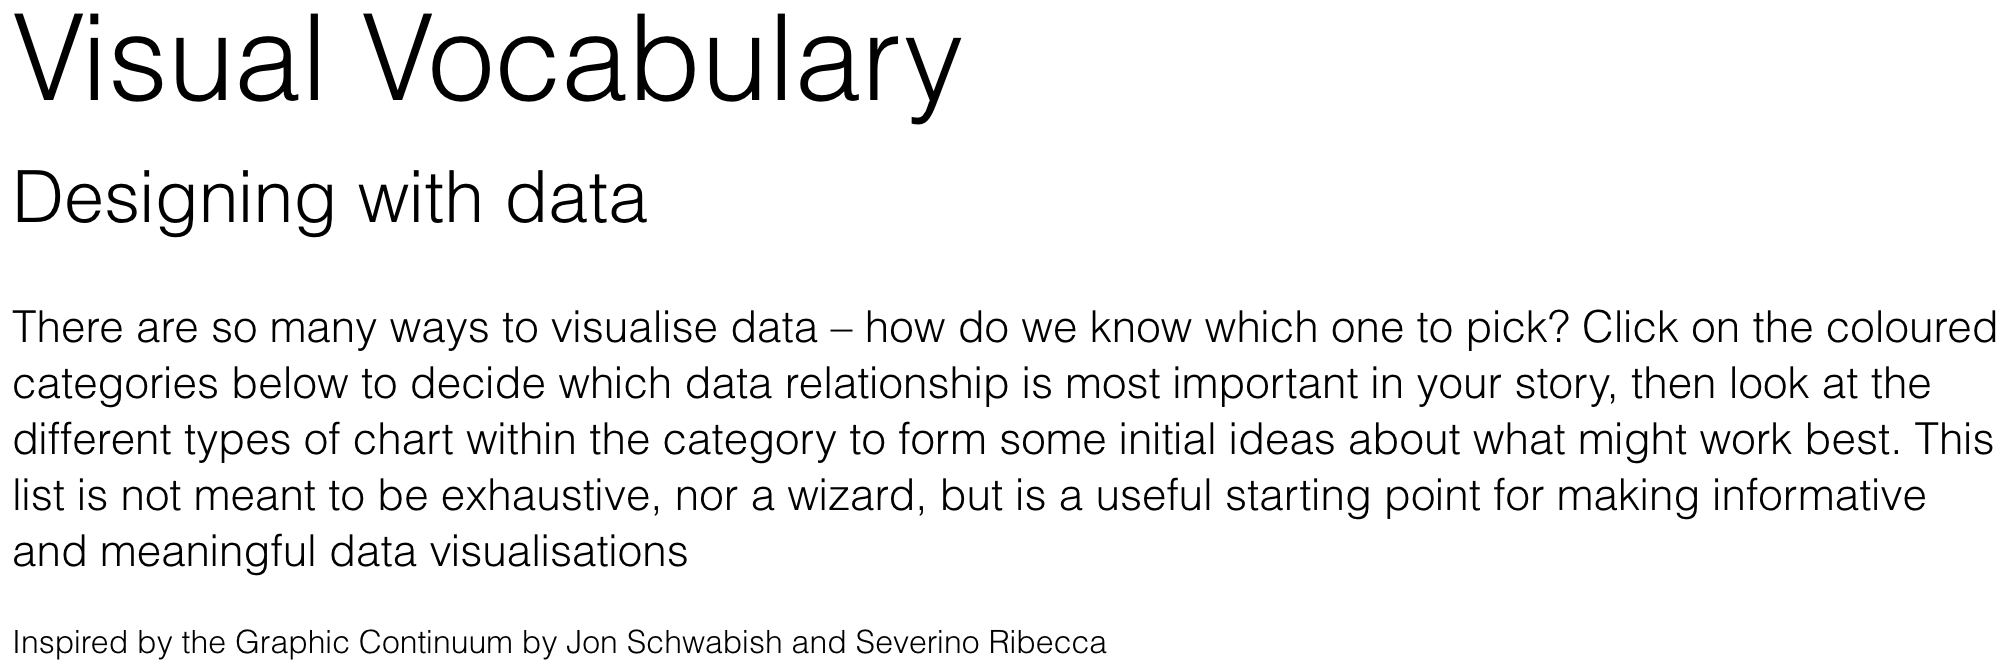 Visual Vocabulary
Designing with data
There are so many ways to visualise data – how do we know which one to pick? Click on the coloured
categories below to decide which data relationship is most important in your story, then look at the
different types of chart within the category to form some initial ideas about what might work best. This
list is not meant to be exhaustive, nor a wizard, but is a useful starting point for making informative
and meaningful data visualisations
Inspired by the Graphic Continuum by Jon Schwabish and Severino Ribecca